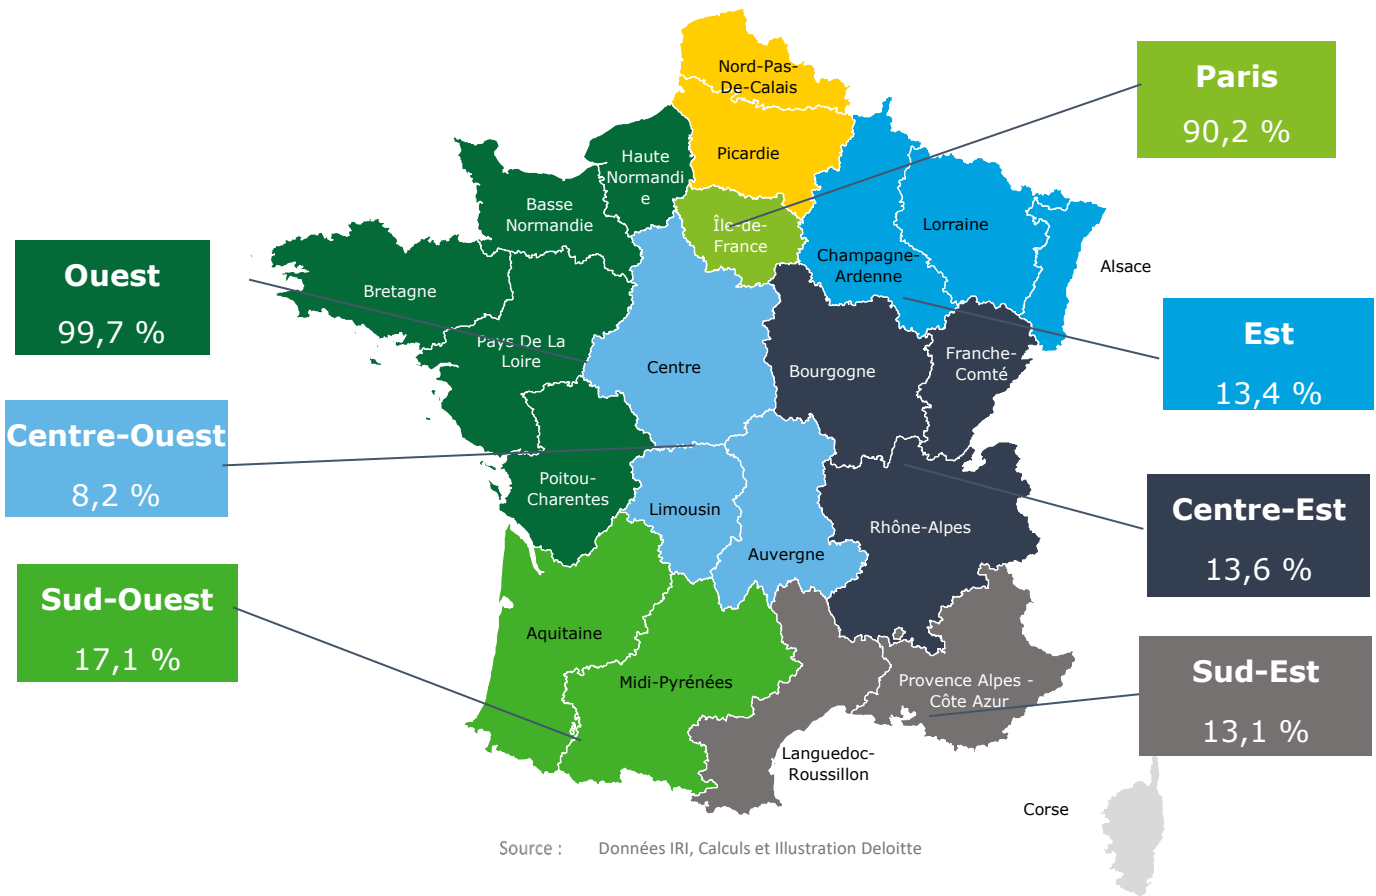 Nord-Pas-
De-Calais
Paris
90,2 %
Picardie
Haute
Normandi
e
Basse
Normandie
Île-de-
France
Lorraine
Champagne-
Ardenne
Alsace
Ouest
99,7 %
Bretagne
Pays De La
Loire
Centre
Bourgogne
Franche-
Comté
Est
13,4 %
Centre-Ouest
8,2 %
Poitou-
Charentes
Limousin
Auvergne
Rhône-Alpes
Centre-Est
13,6 %
Sud-Ouest
17,1 %
Aquitaine
Midi-Pyrénées
Provence Alpes -
Côte Azur
Sud-Est
13,1 %
Languedoc-
Roussillon
Corse
Source : Données IRI, Calculs et Illustration Deloitte